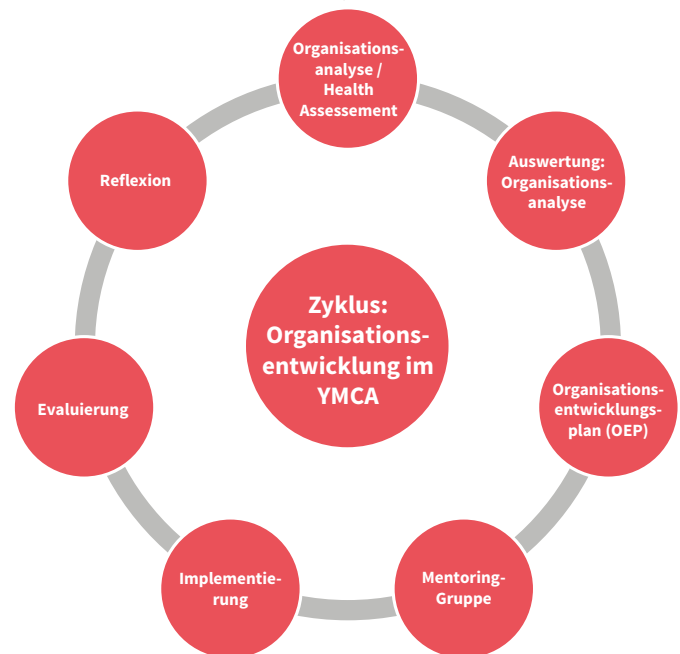 Organisations-
analyse /
Health
Assessement
Auswertung:
Organisations-
analyse
Organisations-
entwicklungs-
plan (OEP)
Mentoring-
Gruppe
Implementie-
rung
Evaluierung
Reflexion
Zyklus:
Organisations-
entwicklung im
YMCA